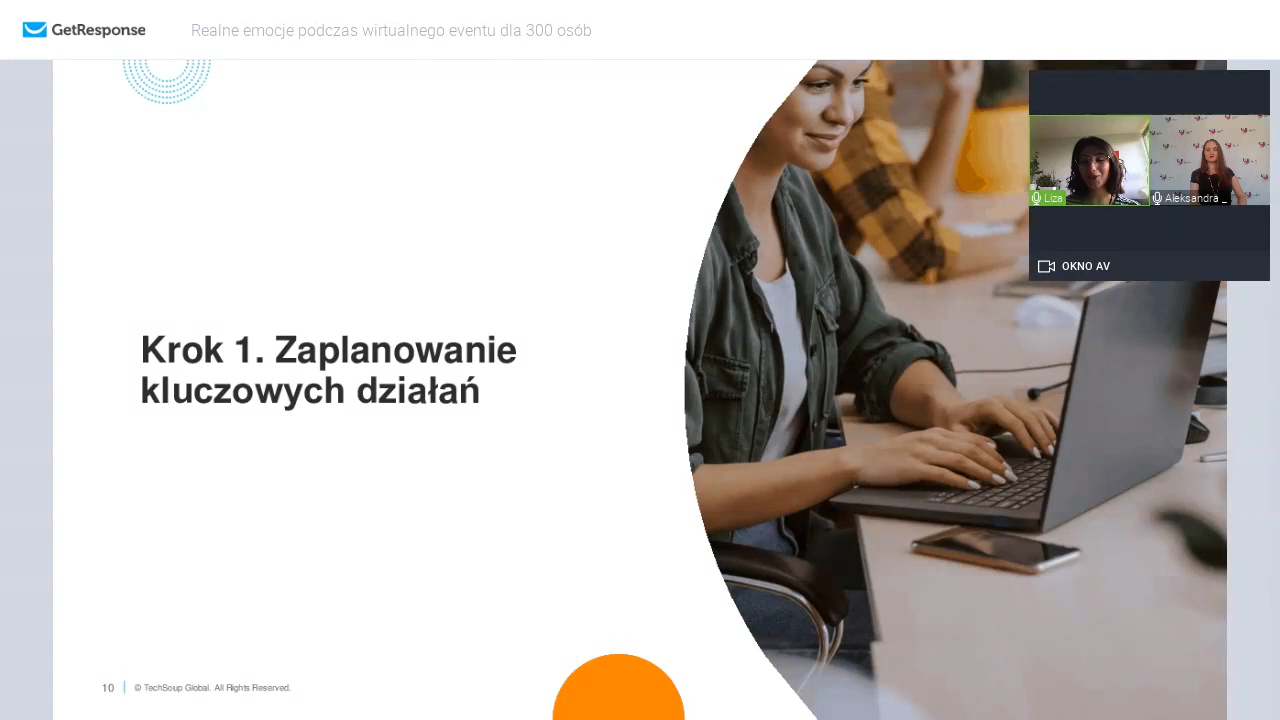 GetResponse
Realne emocje podczas wirtualnego eventu dla 300 osób
Liza
Aleksandra _
OKNO AV
Krok 1. Zaplanowanie
kluczowych działań
10
© TechSoup Global. All Rights Reserved.